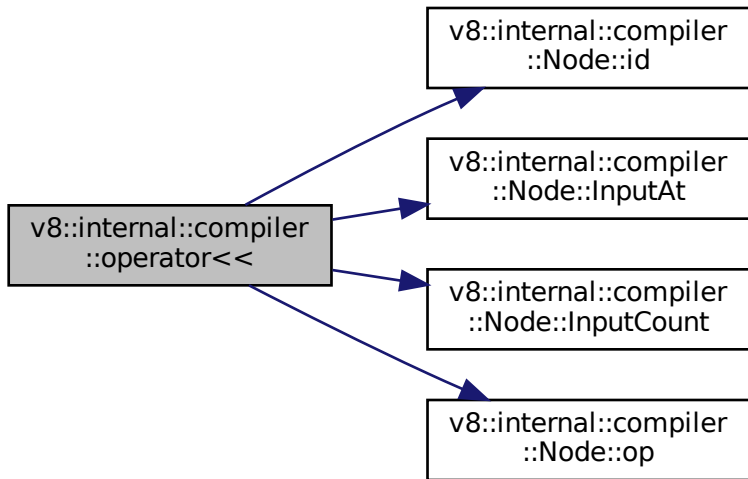 v8::internal::compiler
::Node::id
v8::internal::compiler
::Node::InputAt
v8::internal::compiler
::operator<<
v8::internal::compiler
::Node::InputCount
v8::internal::compiler
::Node::op